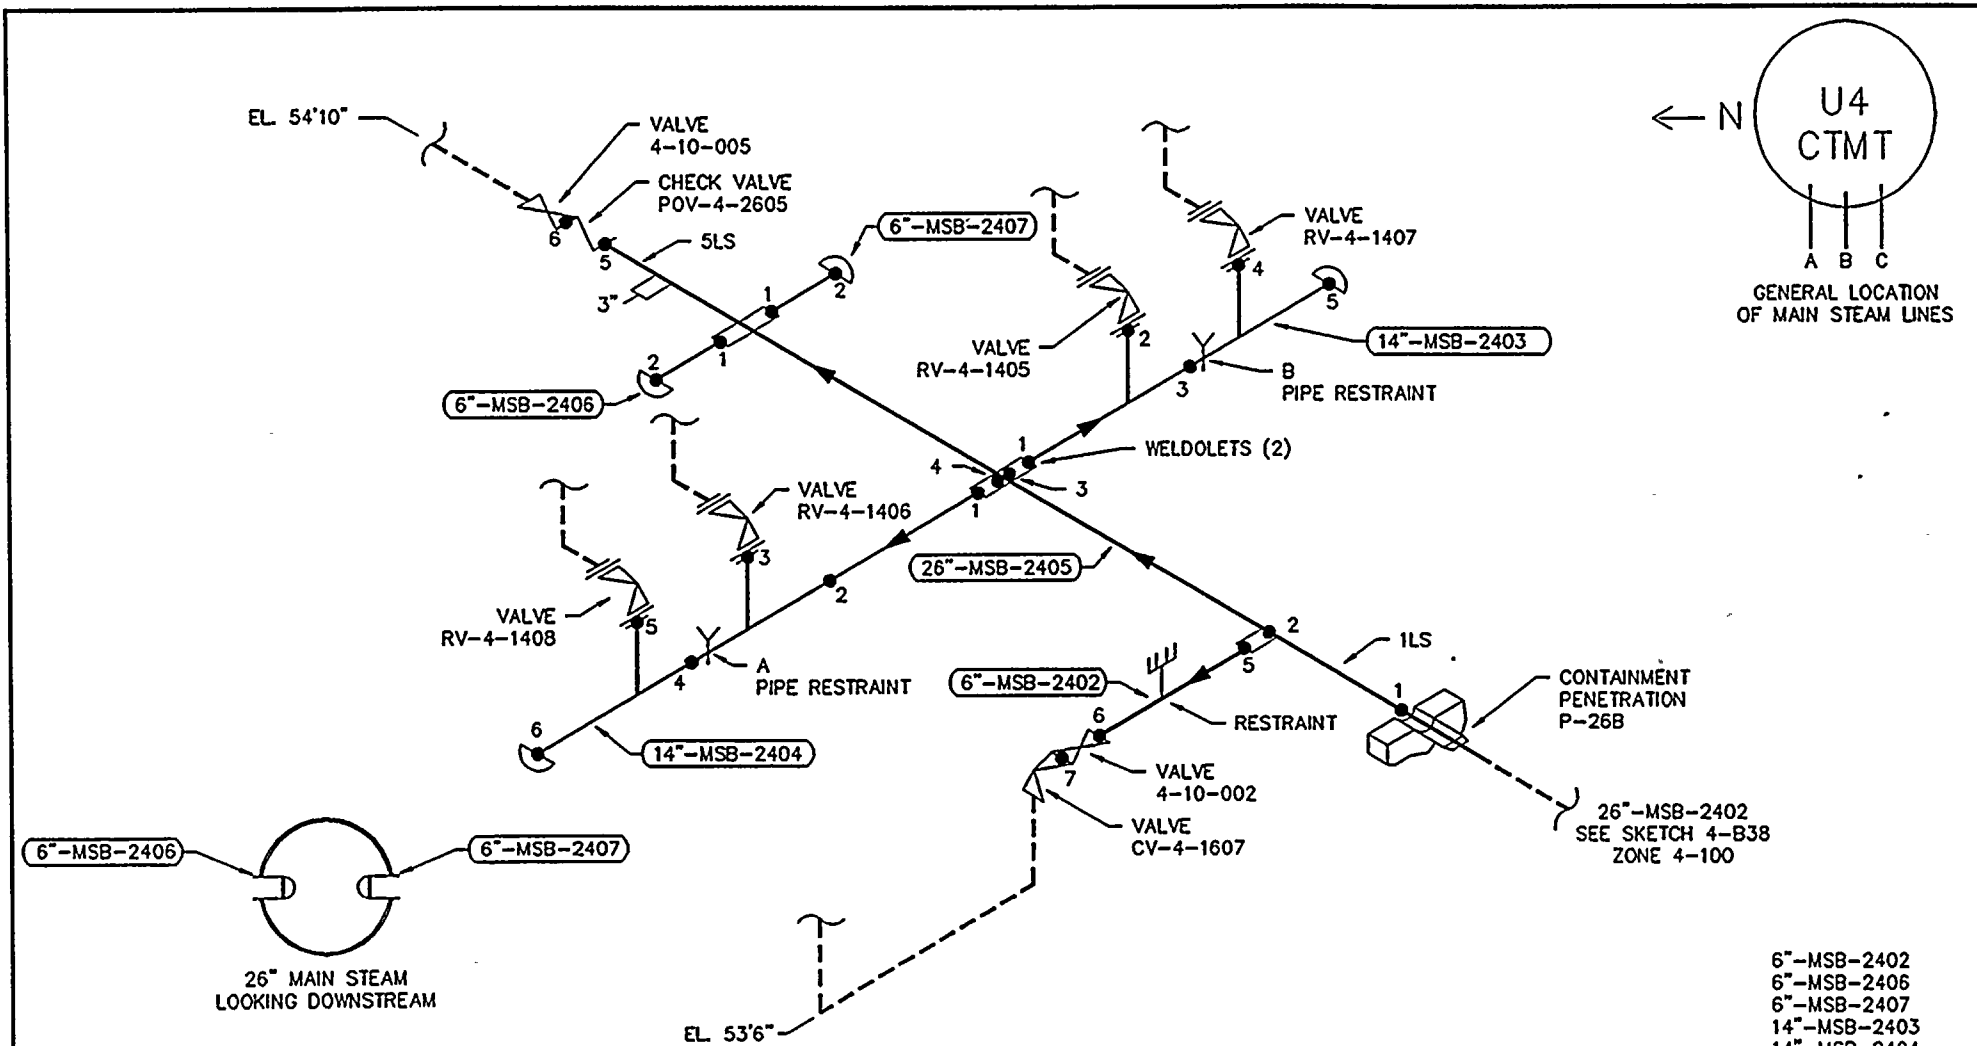 EL. 54'10"
VALVE
4-10-005
CHECK VALVE
POV-4-2605
6
5
5LS
3"
6"-MSB-2407
1
2
1
2
6"-MSB-2406
N
U4
CTMT
A B C
GENERAL LOCATION
OF MAIN STEAM LINES
VALVE
RV-4-1407
4
5
VALVE
RV-4-1405
2
14"-MSB-2403
3
B
PIPE RESTRAINT
1
WELDOLETS (2)
4
3
1
VALVE
RV-4-1406
3
26"-MSB-2405
2
VALVE
RV-4-1408
5
4
A
PIPE RESTRAINT
6
14"-MSB-2404
2
5
1LS
6"-MSB-2402
RESTRAINT
1
CONTAINMENT
PENETRATION
P-26B
6
7
VALVE
4-10-002
VALVE
CV-4-1607
26"-MSB-2402
SEE SKETCH 4-B38
ZONE 4-100
6"-MSB-2406
6"-MSB-2407
26" MAIN STEAM
LOOKING DOWNSTREAM
EL. 53'6"
6"-MSB-2402
6"-MSB-2406
6"-MSB-2407
14"-MSB-2403
14"-MSB-2404